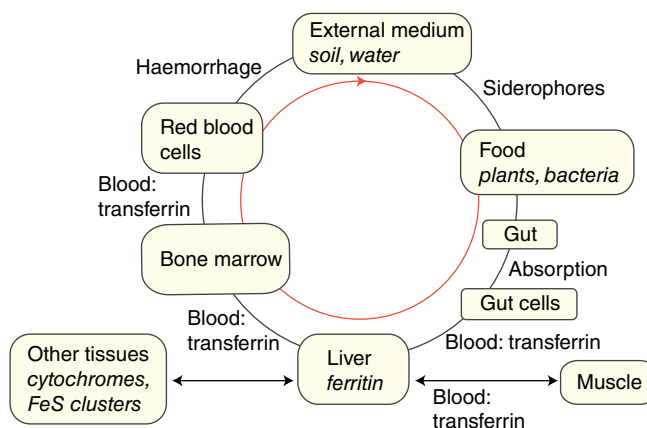 External medium
soil, water
Haemorrhage
Siderophores
Red blood
cells
Food
plants, bacteria
Blood:
transferrin
Gut
Bone marrow
Absorption
Gut cells
Blood:
transferrin
Blood: transferrin
Other tissues
cytochromes,
FeS clusters
Liver
ferritin
Muscle
Blood:
transferrin